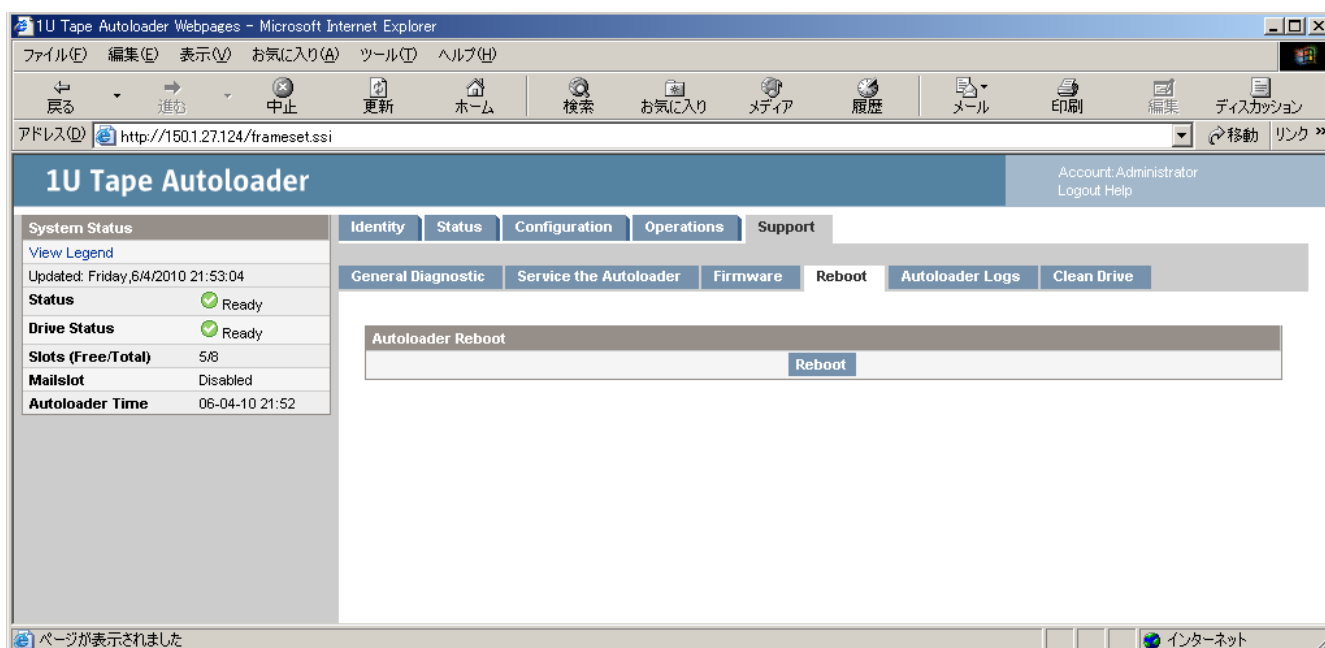 1U Tape Autoloader Webpages - Microsoft Internet Explorer
ファイル(F) 編集(E) 表示(V) お気に入り(A) ツール(T) ヘルプ(H)
戻る 進む 中止 更新 ホーム 検索 お気に入り メディア 履歴 メール 印刷 編集 ディスカッション
アドレス(D) http://150.1.27.124/frameset.ssi 移動 リンク »
1U Tape Autoloader
Account:Administrator
Logout Help
System Status
View Legend
Updated: Friday,6/4/2010 21:53:04
Status Ready
Drive Status Ready
Slots (Free/Total) 5/8
Mailslot Disabled
Autoloader Time 06-04-10 21:52
Identity Status Configuration Operations Support
General Diagnostic Service the Autoloader Firmware Reboot Autoloader Logs Clean Drive
Autoloader Reboot
Reboot
ページが表示されました インターネット